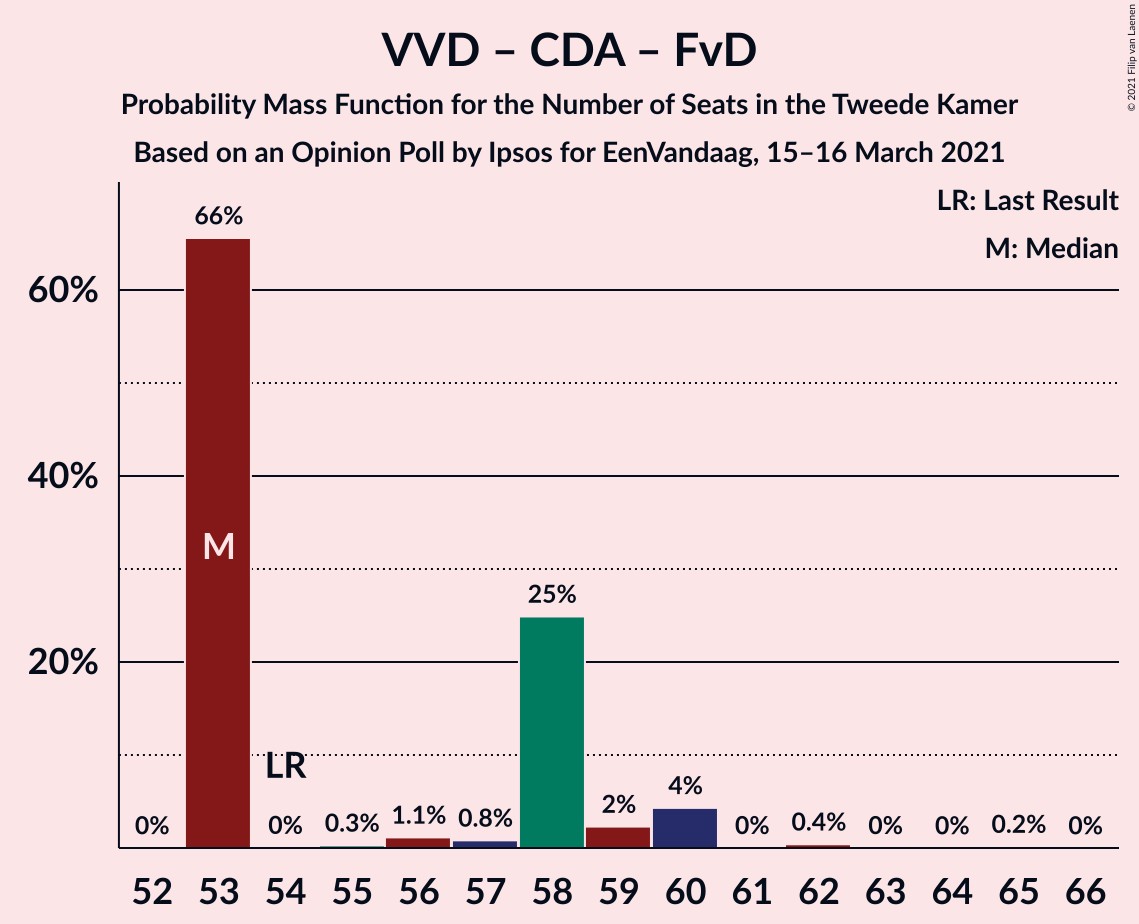 VVD – CDA – FvD
Probability Mass Function for the Number of Seats in the Tweede Kamer
Based on an Opinion Poll by Ipsos for EenVandaag, 15–16 March 2021
© 2021 Filip van Laenen
LR: Last Result
M: Median
66%
60%
40%
M
25%
20%
LR
0%
0%
0.3%
1.1%
0.8%
2%
4%
0%
0.4%
0%
0%
0.2%
0%
52 53 54 55 56 57 58 59 60 61 62 63 64 65 66